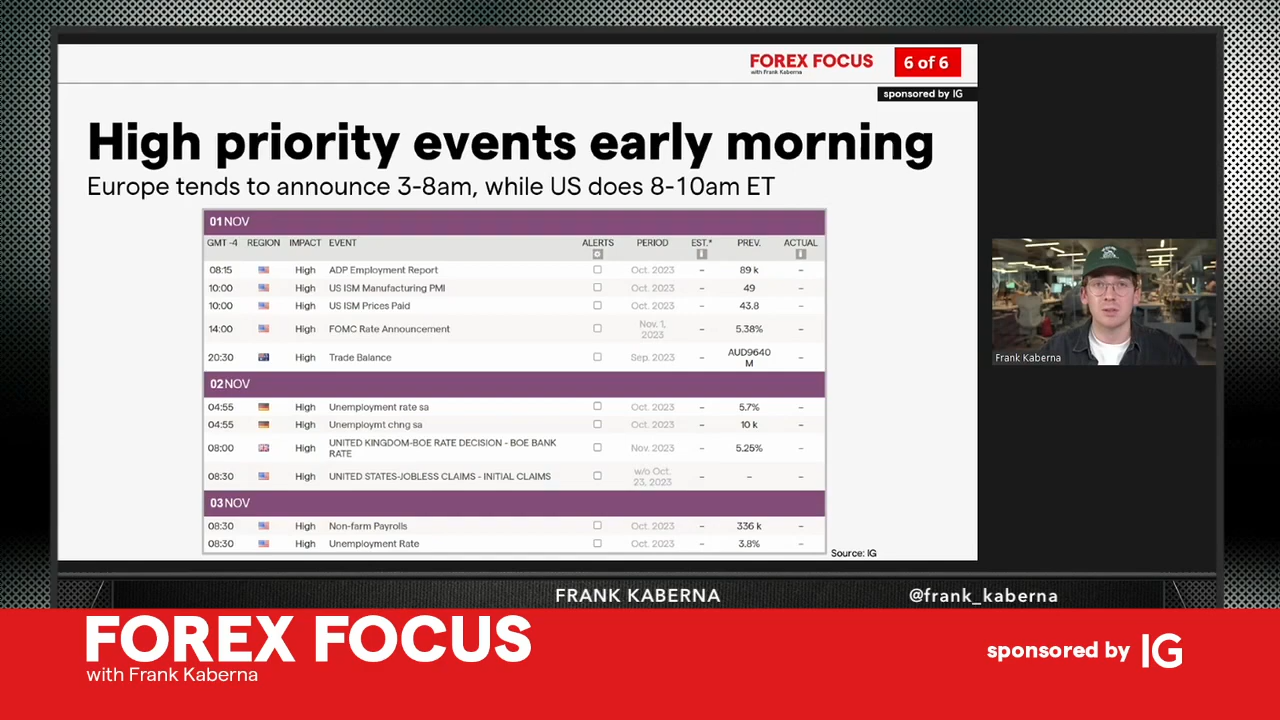 FOREX FOCUS
with Frank Kaberna
6 of 6
sponsored by IG
High priority events early morning
Europe tends to announce 3-8am, while US does 8-10am ET
01 NOV
GMT -4 REGION IMPACT EVENT ALERTS PERIOD EST.* PREV. ACTUAL
08:15 High ADP Employment Report Oct. 2023 - 89 k -
10:00 High US ISM Manufacturing PMI Oct. 2023 - 49 -
10:00 High US ISM Prices Paid Oct. 2023 - 43.8 -
14:00 High FOMC Rate Announcement Nov. 1, 2023 - 5.38% -
20:30 High Trade Balance Sep. 2023 - AUD9640 M -
02 NOV
04:55 High Unemployment rate sa Oct. 2023 - 5.7% -
04:55 High Unemploymt chng sa Oct. 2023 - 10 k -
08:00 High UNITED KINGDOM-BOE RATE DECISION - BOE BANK RATE Nov. 2023 - 5.25% -
08:30 High UNITED STATES-JOBLESS CLAIMS - INITIAL CLAIMS w/o Oct. 23, 2023 - - -
03 NOV
08:30 High Non-farm Payrolls Oct. 2023 - 336 k -
08:30 High Unemployment Rate Oct. 2023 - 3.8% -
Source: IG
Frank Kaberna
FRANK KABERNA
@frank_kaberna
FOREX FOCUS
with Frank Kaberna
sponsored by IG